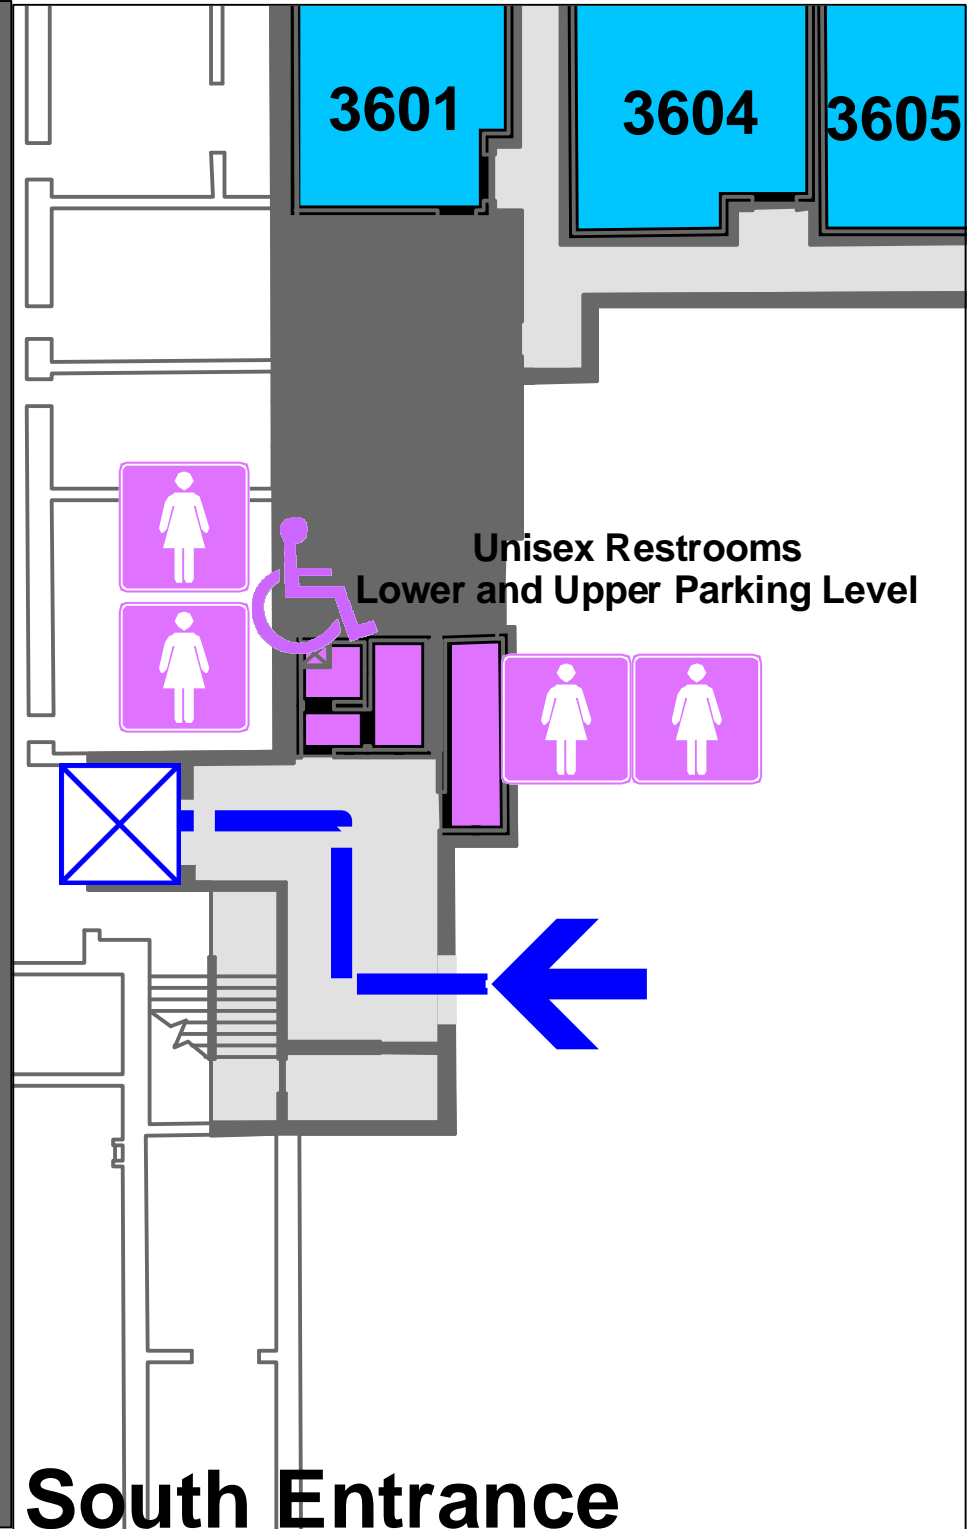 3601
3604
3605
Unisex Restrooms
Lower and Upper Parking Level
South Entrance